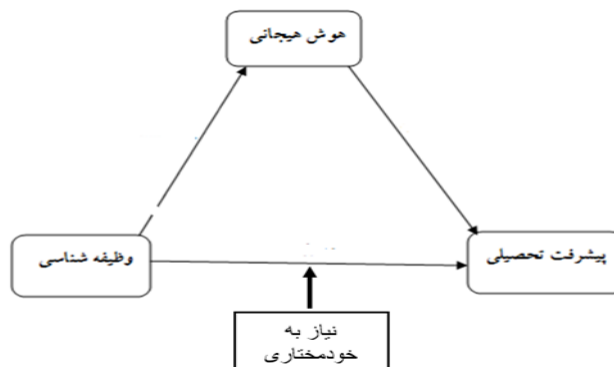 هوش هیجانی
وظیفه شناسی
پیشرفت تحصیلی
نیاز به
خودمختاری